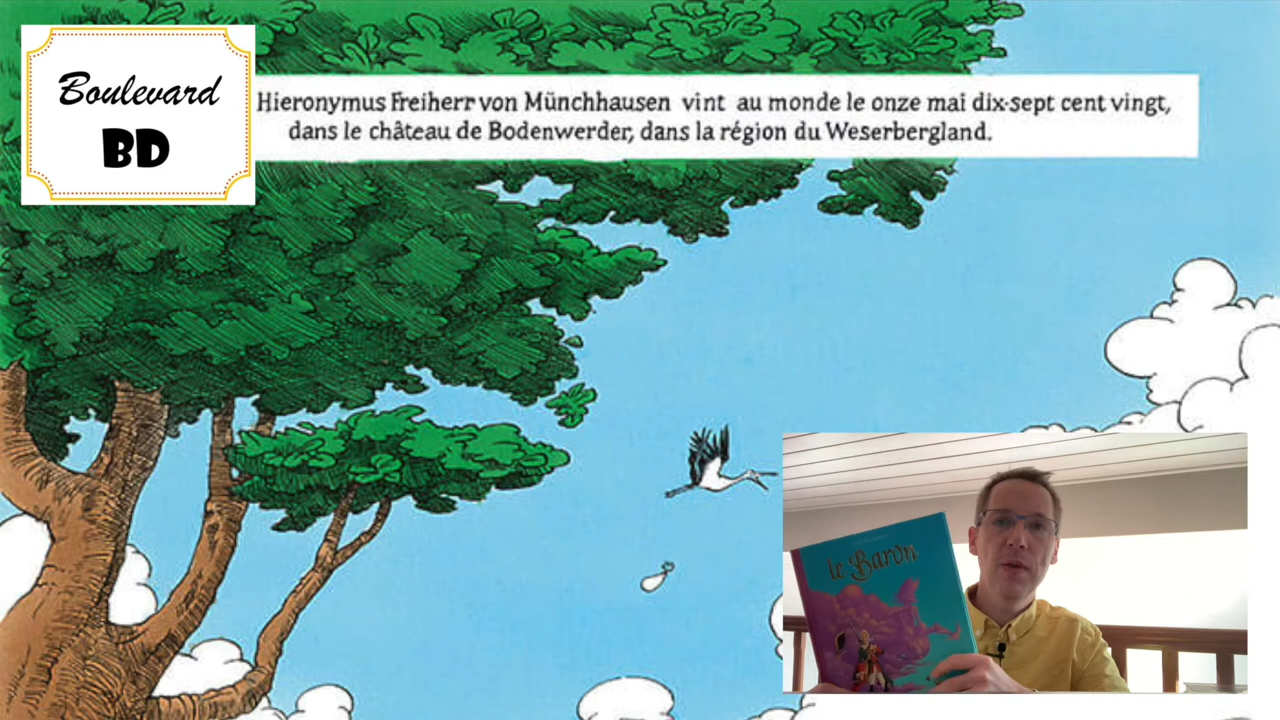 Boulevard
BD
Hieronymus Freiherr von Münchhausen vint au monde le onze mai dix-sept cent vingt,
dans le château de Bodenwerder, dans la région du Weserbergland.
le Baron